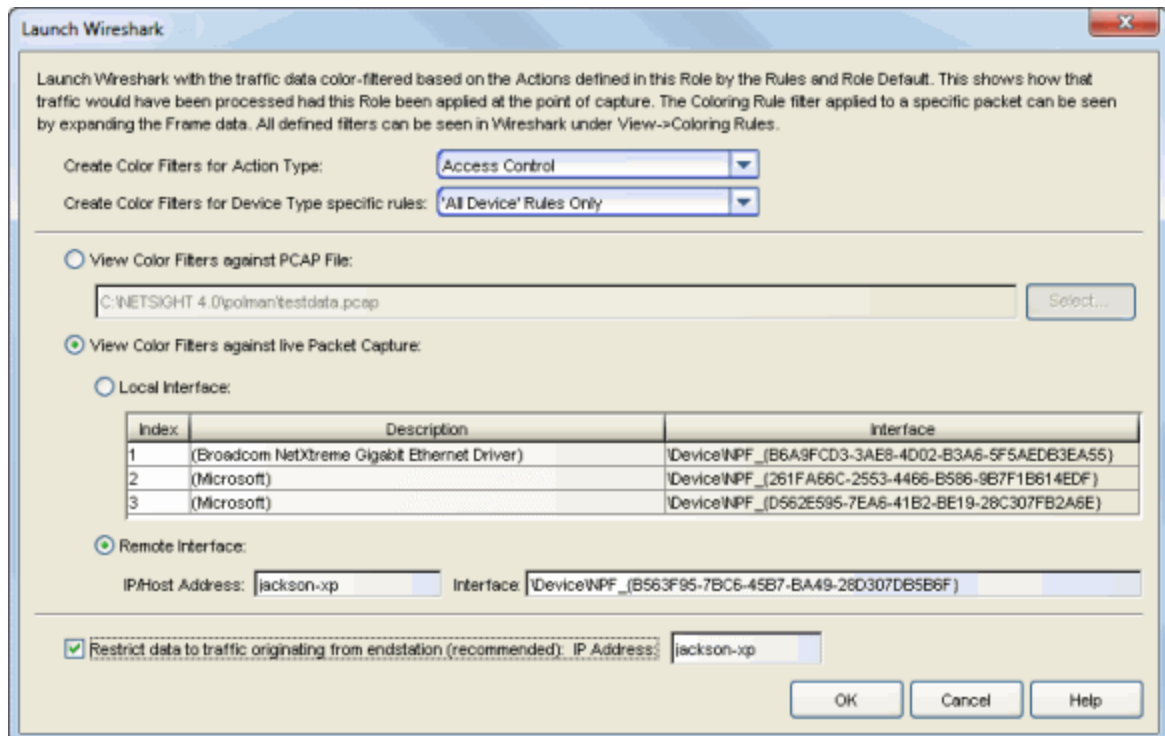 Launch Wireshark
Launch Wireshark with the traffic data color-filtered based on the Actions defined in this Role by the Rules and Role Default. This shows how that
traffic would have been processed had this Role been applied at the point of capture. The Coloring Rule filter applied to a specific packet can be seen
by expanding the Frame data. All defined filters can be seen in Wireshark under View->Coloring Rules.
Create Color Filters for Action Type: Access Control
Create Color Filters for Device Type specific rules: 'All Device' Rules Only
View Color Filters against PCAP File:
C:\NETSIGHT 4.0\polman\testdata.pcap Select...
View Color Filters against live Packet Capture:
Local Interface:
Index Description Interface
1 (Broadcom NetXtreme Gigabit Ethernet Driver) \Device\NPF_{B6A9FCD3-3AE8-4D02-B3A6-5F5AEDB3EA55}
2 (Microsoft) \Device\NPF_{261FA66C-2553-4466-B586-9B7F1B614EDF}
3 (Microsoft) \Device\NPF_{D562E595-7EA6-41B2-BE19-28C307FB2A6E}
Remote Interface:
IP/Host Address: jackson-xp Interface: \Device\NPF_{B563F95-7BC6-45B7-BA49-28D307DB5B6F}
Restrict data to traffic originating from endstation (recommended): IP Address: jackson-xp
OK Cancel Help